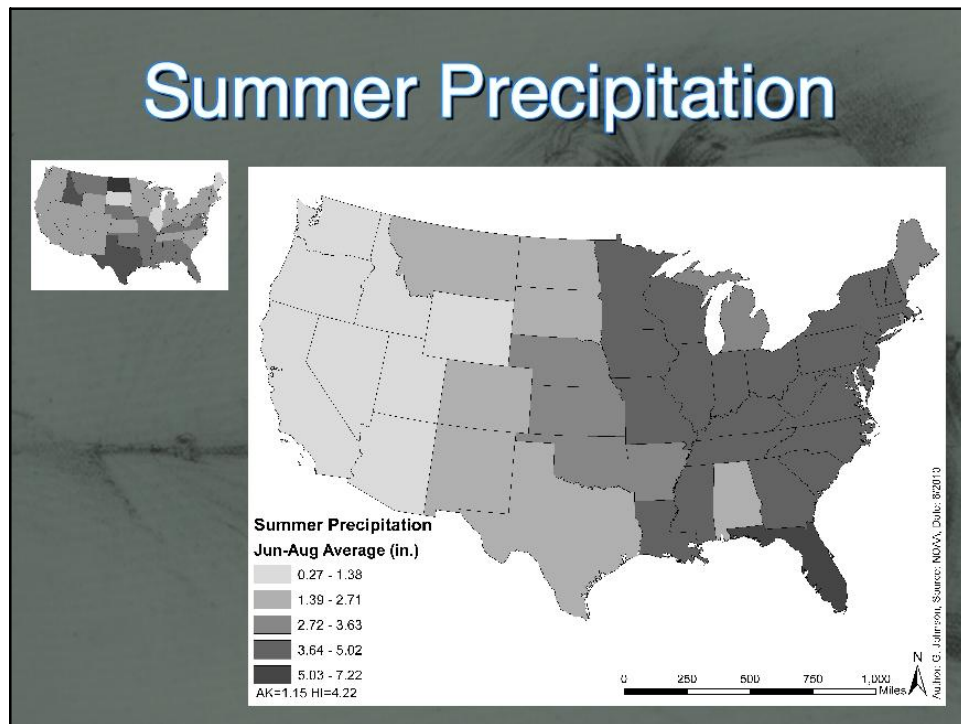 Summer Precipitation
Summer Precipitation
Jun-Aug Average (in.)
0.27 - 1.38
1.39 - 2.71
2.72 - 3.63
3.64 - 5.02
5.03 - 7.22
AK=1.15 HI=4.22
0 250 500 750 1,000
Miles
N
Author: G. Johnson, Source: NOAA, Date: 8/2013